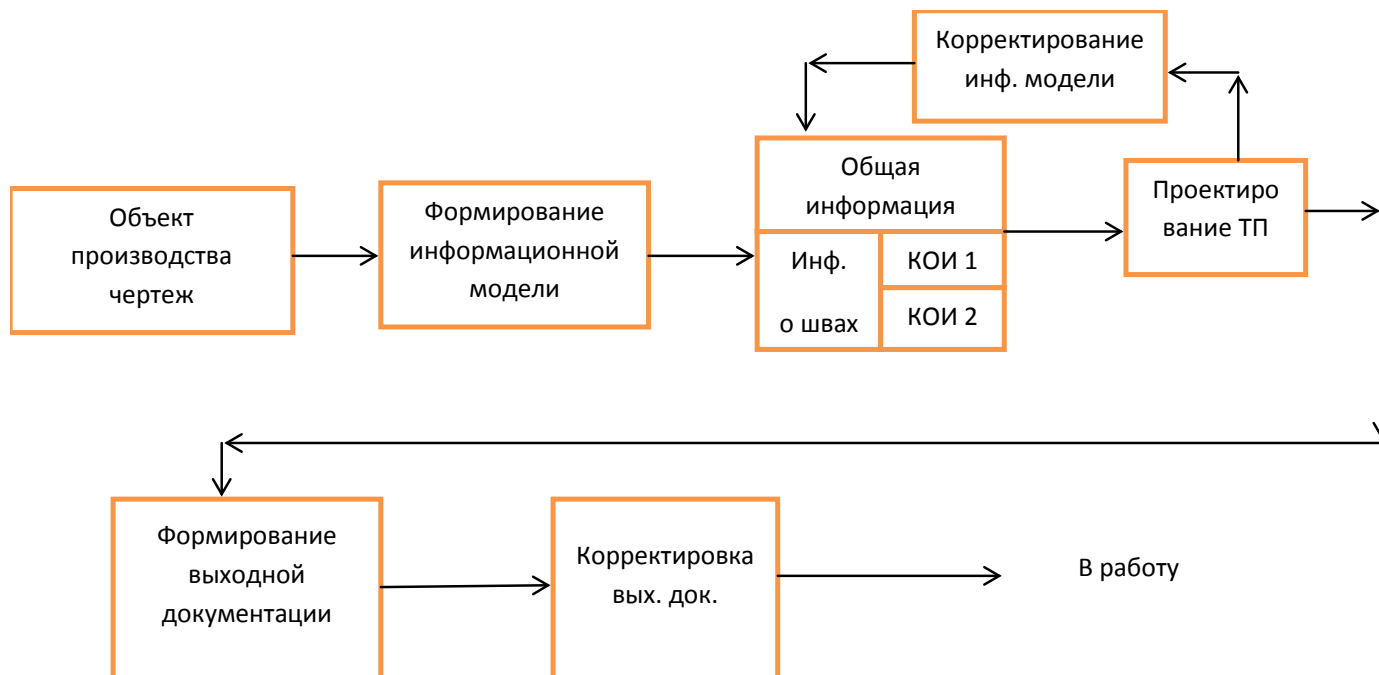 Корректирование
инф. модели
Общая
информация
Проектиро
вание ТП
Объект
производства
чертеж
Формирование
информационной
модели
Инф.
о швах
КОИ 1
КОИ 2
Формирование
выходной
документации
Корректировка
вых. док.
В работу